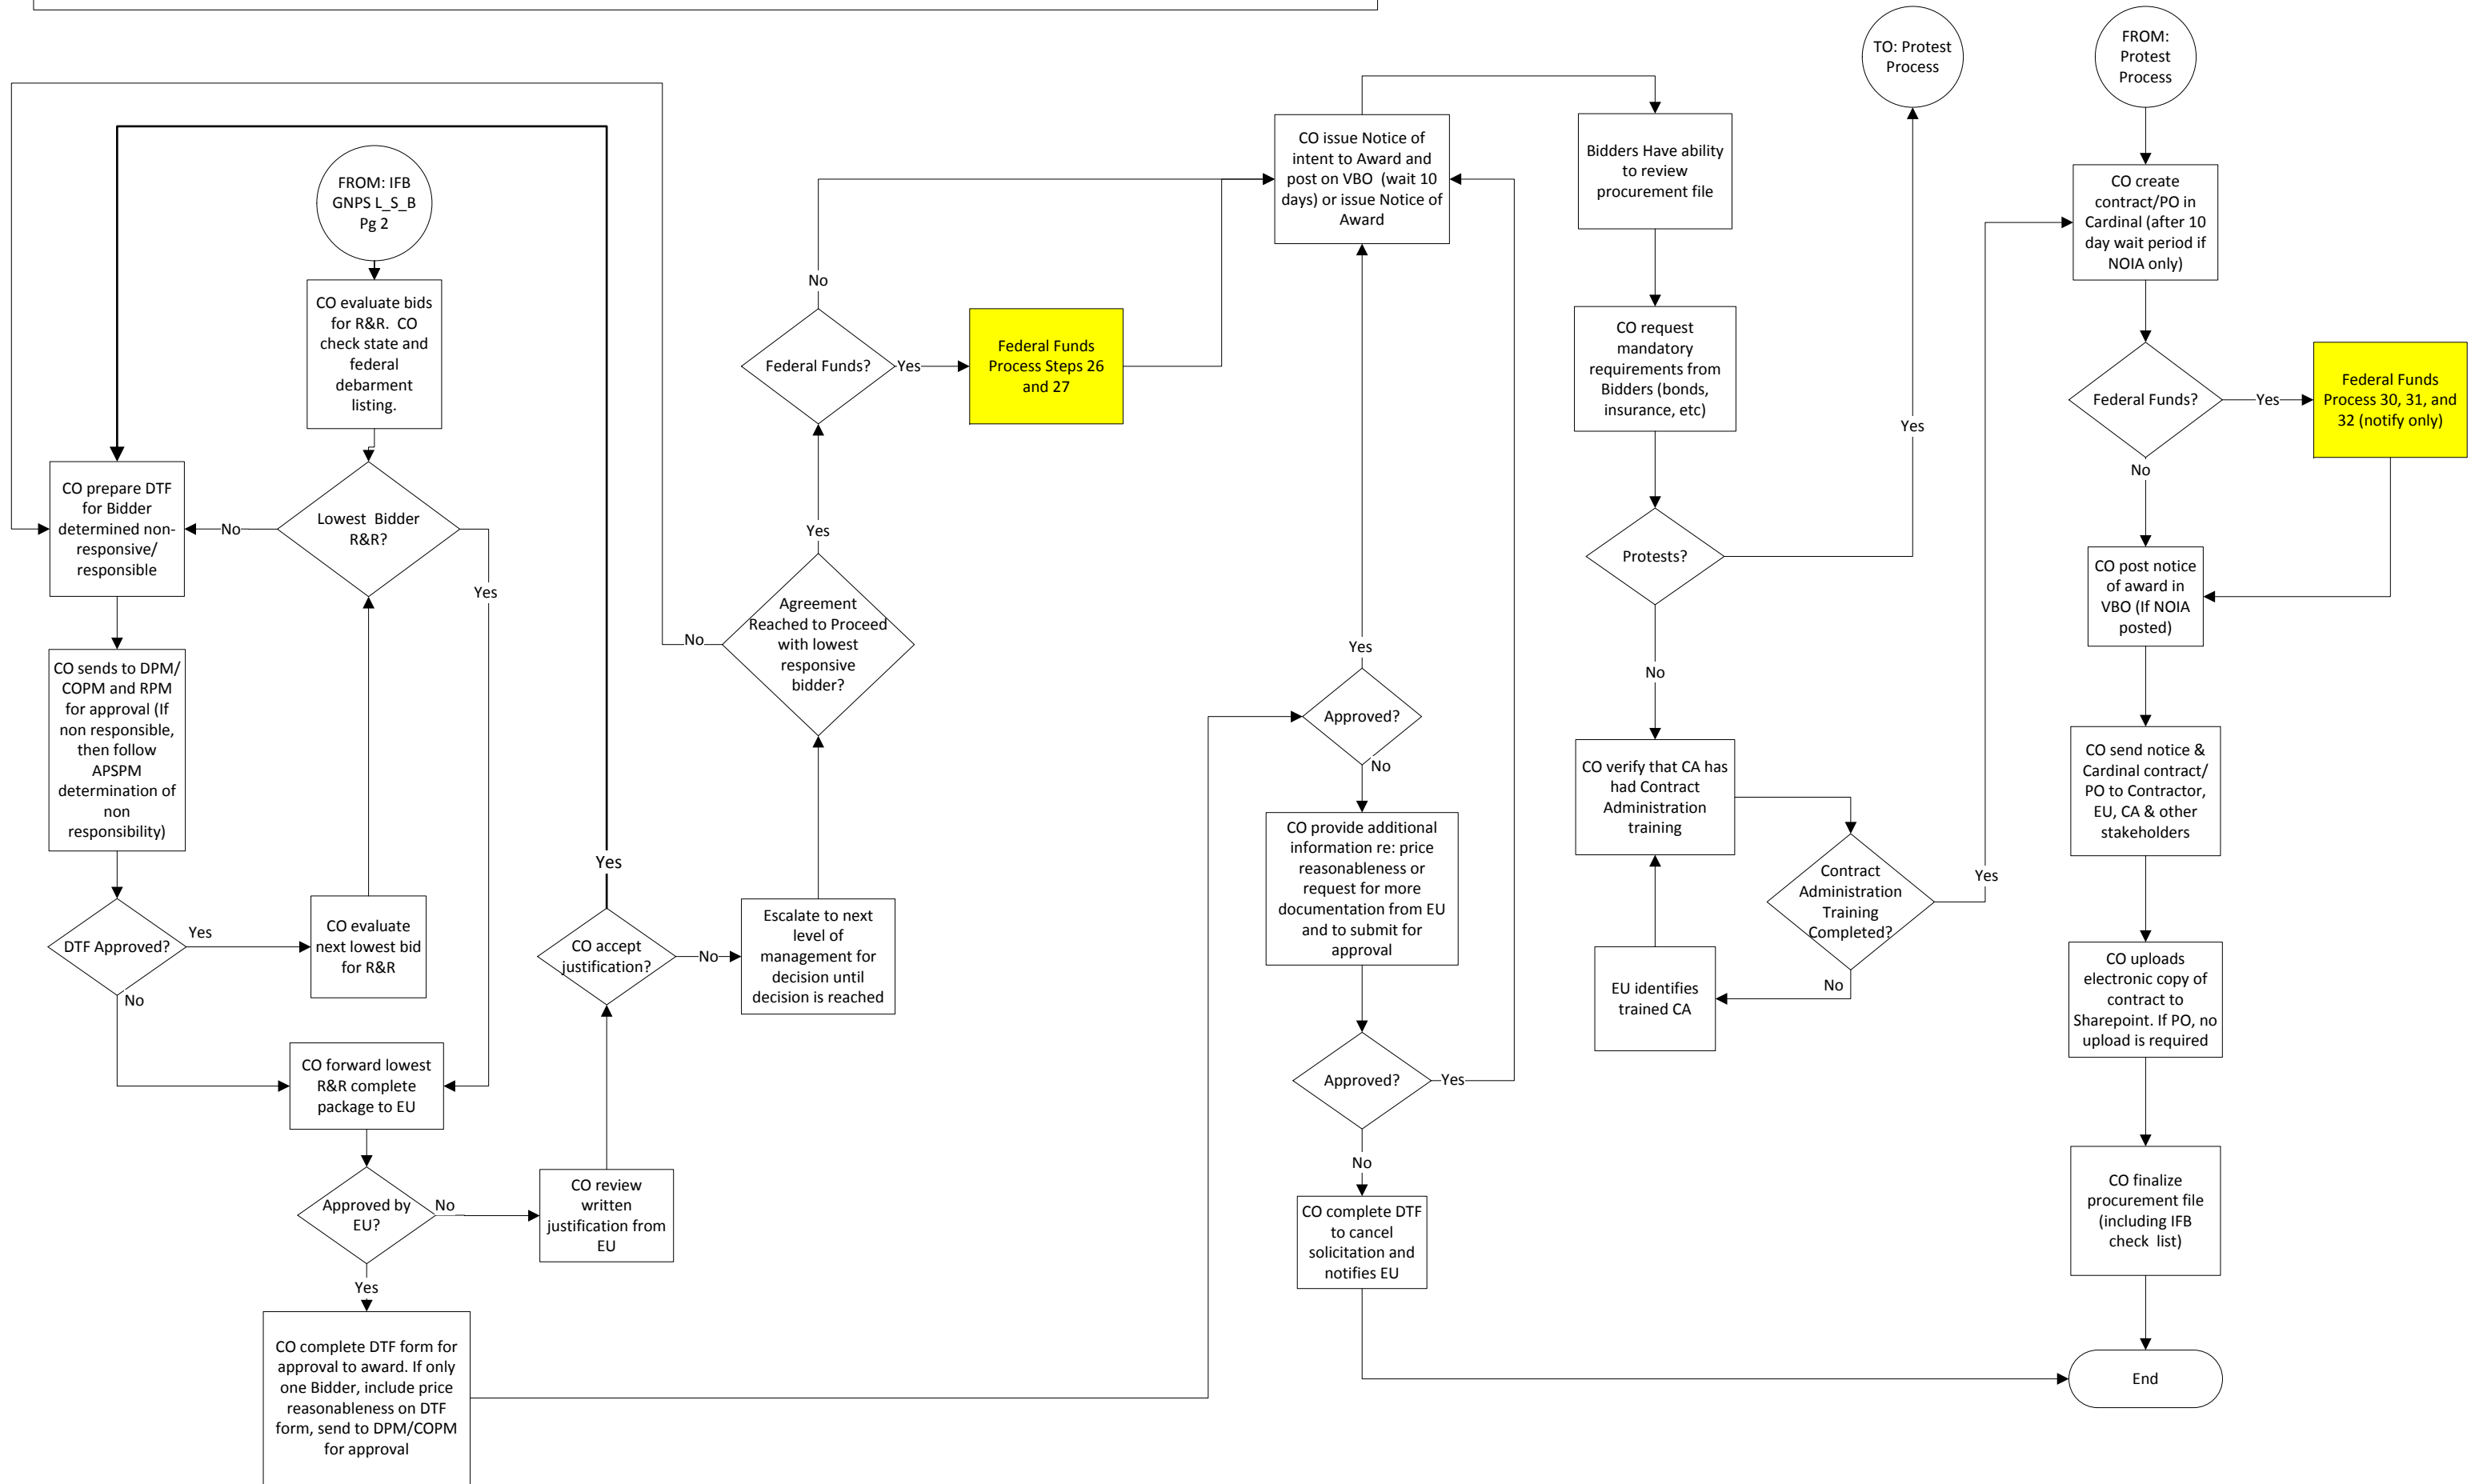 FROM: IFB
GNPS L_S_B
Pg 2
CO evaluate bids
for R&R.  CO
check state and
federal
debarment
listing.
Lowest  Bidder
R&R?
No
Yes
CO prepare DTF
for Bidder
determined non-
responsive/
responsible
CO sends to DPM/
COPM and RPM
for approval (If
non responsible,
then follow
APSPM
determination of
non
responsibility)
DTF Approved?
Yes
No
CO evaluate
next lowest bid
for R&R
CO forward lowest
R&R complete
package to EU
Approved by
EU?
No
Yes
CO complete DTF form for
approval to award. If only
one Bidder, include price
reasonableness on DTF
form, send to DPM/COPM
for approval
CO review
written
justification from
EU
CO accept
justification?
Yes
No
Escalate to next
level of
management for
decision until
decision is reached
Agreement
Reached to Proceed
with lowest
responsive
bidder?
No
Yes
Federal Funds?
No
Yes
Federal Funds
Process Steps 26
and 27
CO issue Notice of
intent to Award and
post on VBO  (wait 10
days) or issue Notice of
Award
Approved?
Yes
No
CO provide additional
information re: price
reasonableness or
request for more
documentation from EU
and to submit for
approval
Approved?
Yes
No
CO complete DTF
to cancel
solicitation and
notifies EU
Bidders Have ability
to review
procurement file
CO request
mandatory
requirements from
Bidders (bonds,
insurance, etc)
Protests?
Yes
No
TO: Protest
Process
CO verify that CA has
had Contract
Administration
training
Contract
Administration
Training
Completed?
Yes
No
EU identifies
trained CA
FROM:
Protest
Process
CO create
contract/PO in
Cardinal (after 10
day wait period if
NOIA only)
Federal Funds?
Yes
No
Federal Funds
Process 30, 31, and
32 (notify only)
CO post notice
of award in
VBO (If NOIA
posted)
CO send notice &
Cardinal contract/
PO to Contractor,
EU, CA & other
stakeholders
CO uploads
electronic copy of
contract to
Sharepoint. If PO, no
upload is required
CO finalize
procurement file
(including IFB
check  list)
End